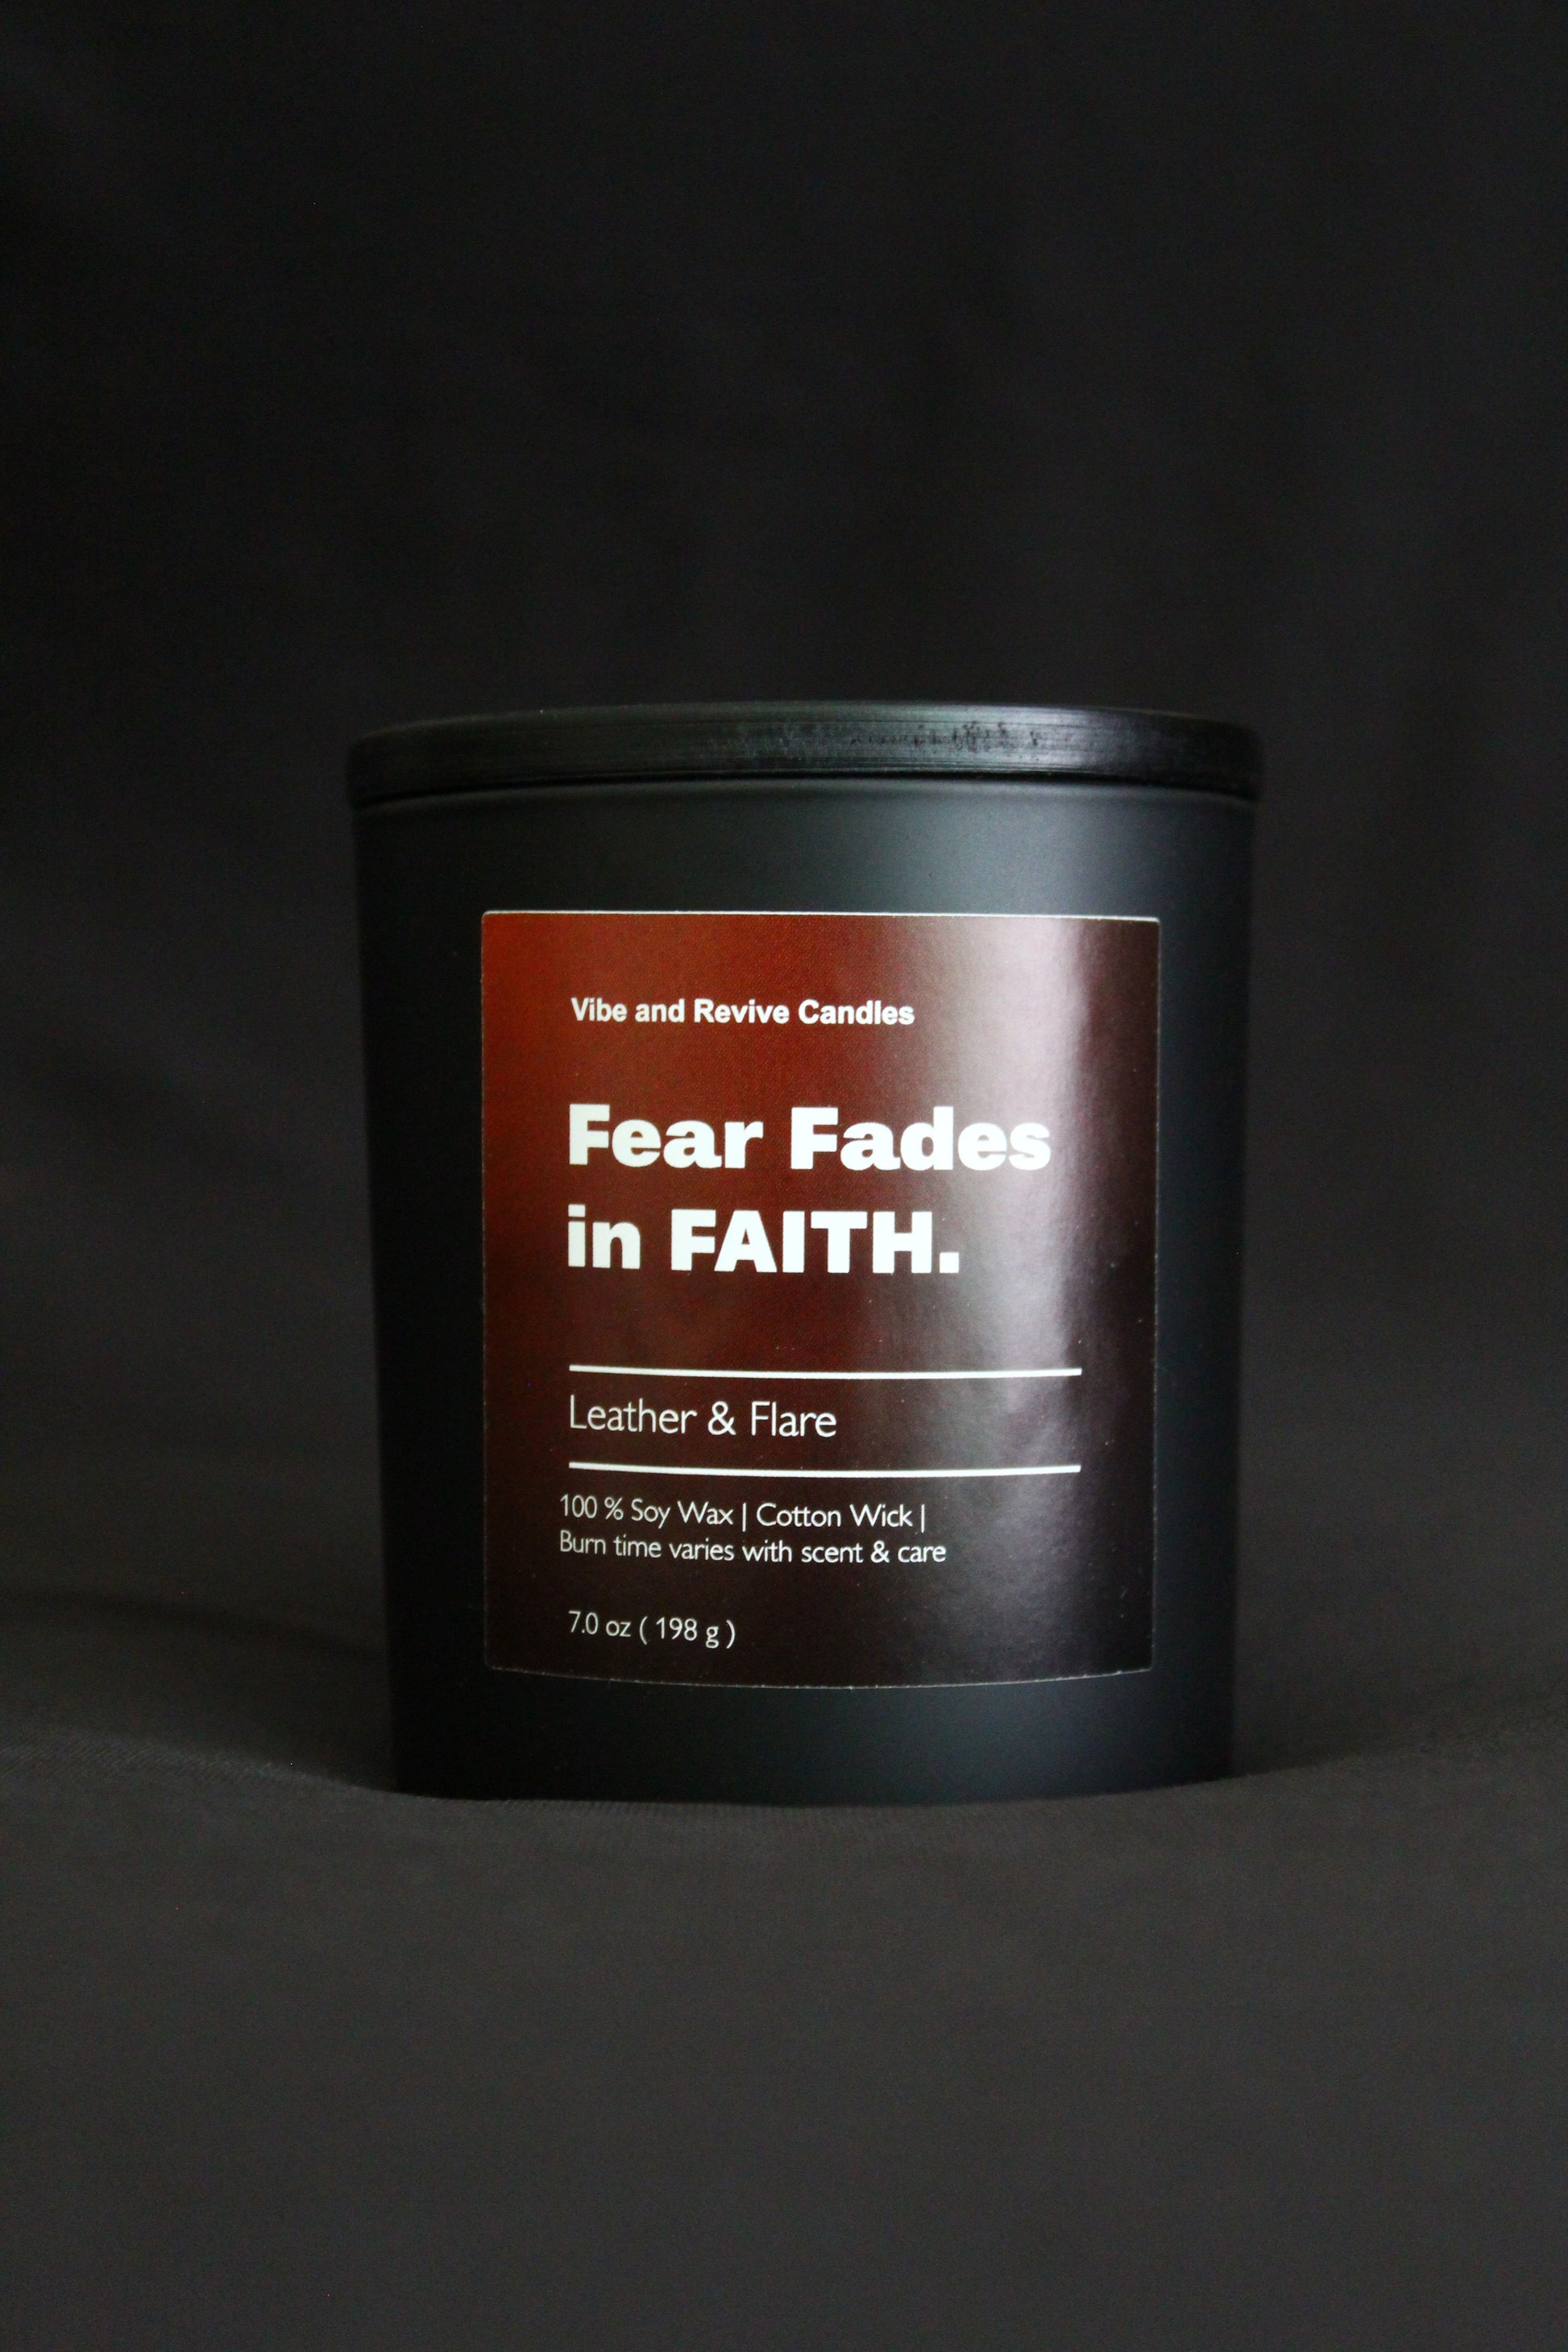 Vibe and Revive Candles
Fear Fades
in FAITH.
Leather & Flare
100 % Soy Wax | Cotton Wick |
Burn time varies with scent & care
7.0 oz ( 198 g )